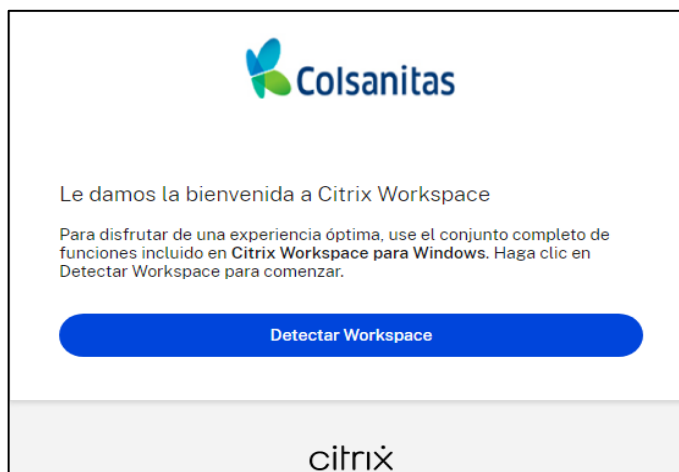 Colsanitas
Le damos la bienvenida a Citrix Workspace
Para disfrutar de una experiencia óptima, use el conjunto completo de
funciones incluido en Citrix Workspace para Windows. Haga clic en
Detectar Workspace para comenzar.
Detectar Workspace
citrix